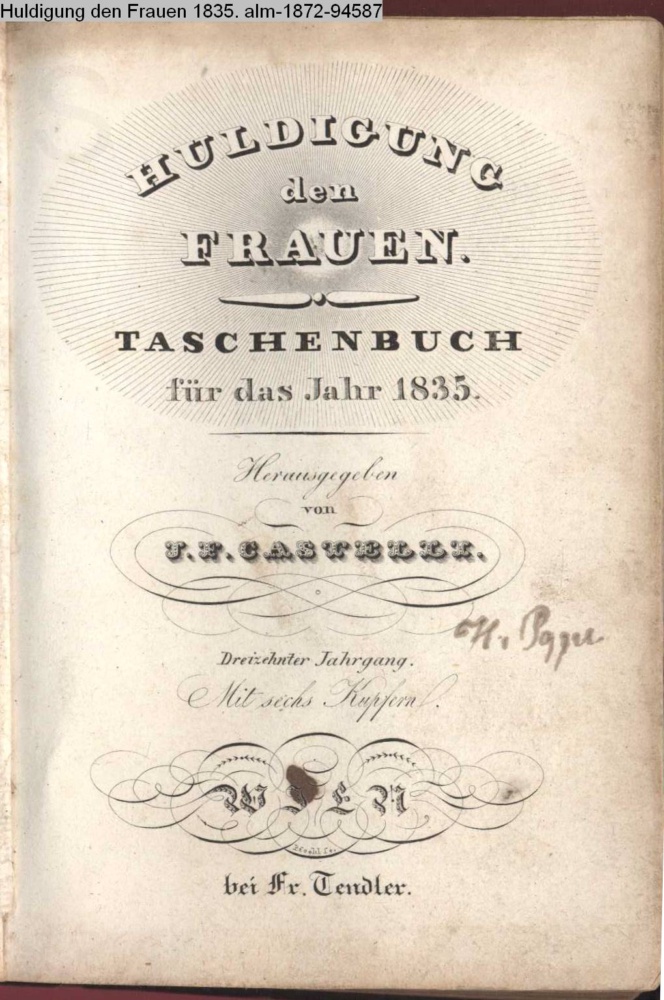 Huldigung den Frauen 1835. alm-1872-94587
HULDIGUNG
den
FRAUEN.
TASCHENBUCH
für das Jahr 1835.
Herausgegeben
von
J. F. CASTELLI.
Dreizehnter Jahrgang.
Mit sechs Kupfern.
WIEN
bei Fr. Tendler.